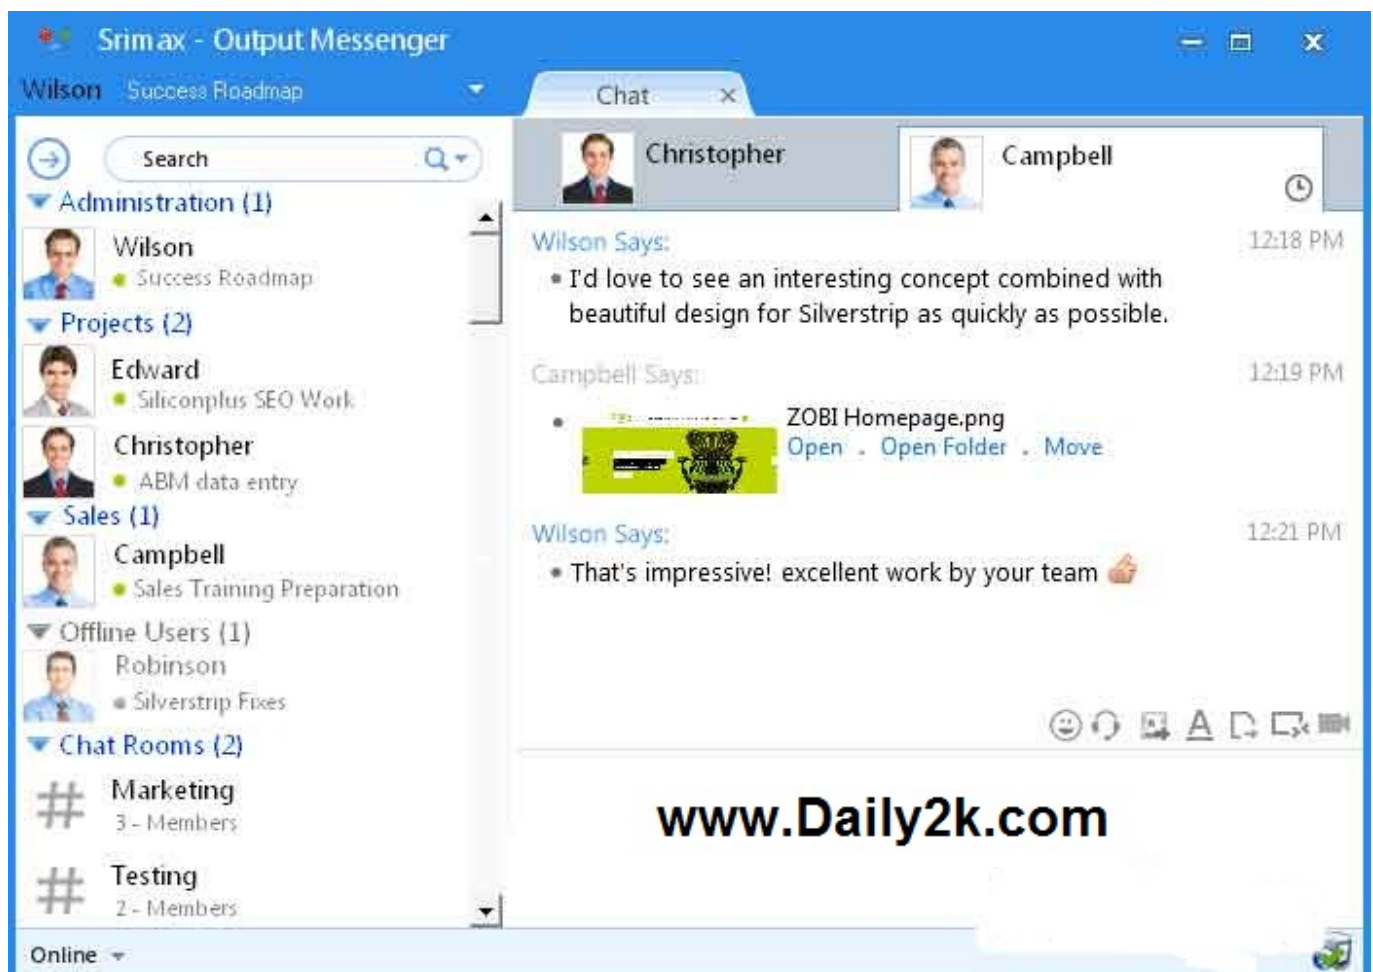 Srimax - Output Messenger
Wilson Success Roadmap
Chat
Search
Administration (1)
Wilson
Success Roadmap
Projects (2)
Edward
Siliconplus SEO Work
Christopher
ABM data entry
Sales (1)
Campbell
Sales Training Preparation
Offline Users (1)
Robinson
Silverstrip Fixes
Chat Rooms (2)
Marketing
3 - Members
Testing
2 - Members
Online
Christopher
Campbell
Wilson Says: 12:18 PM
I'd love to see an interesting concept combined with
beautiful design for Silverstrip as quickly as possible.
Campbell Says: 12:19 PM
ZOBI Homepage.png
Open . Open Folder . Move
Wilson Says: 12:21 PM
That's impressive! excellent work by your team
A
www.Daily2k.com